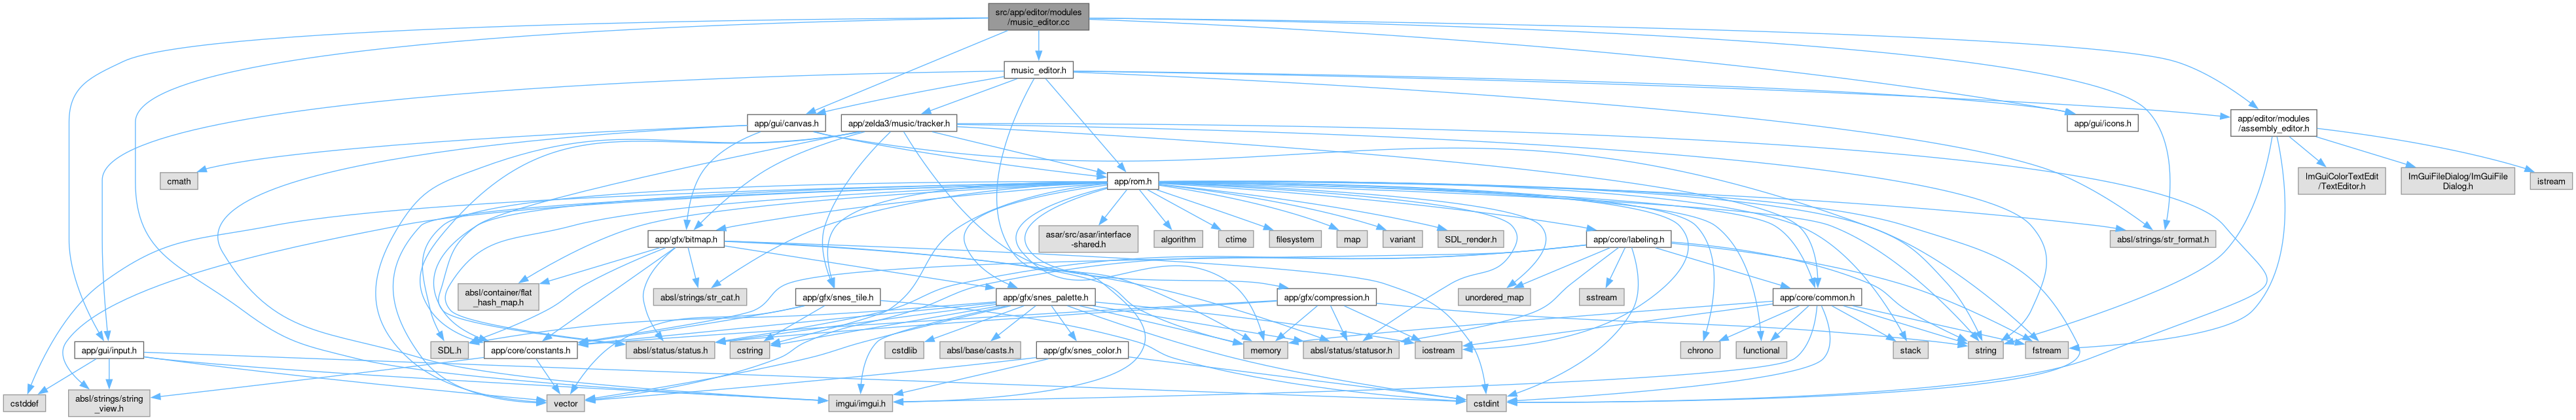 src/app/editor/modules
/music_editor.cc
music_editor.h
app/gui/canvas.h
app/zelda3/music/tracker.h
app/gui/icons.h
app/editor/modules
/assembly_editor.h
cmath
app/rom.h
ImGuiColorTextEdit
/TextEditor.h
ImGuiFileDialog/ImGuiFile
Dialog.h
istream
app/gfx/bitmap.h
asar/src/asar/interface
-shared.h
algorithm
ctime
filesystem
map
variant
SDL_render.h
app/core/labeling.h
absl/strings/str_format.h
absl/container/flat
_hash_map.h
absl/strings/str_cat.h
app/gfx/snes_tile.h
app/gfx/snes_palette.h
app/gfx/compression.h
unordered_map
sstream
app/core/common.h
app/gui/input.h
SDL.h
app/core/constants.h
absl/status/status.h
cstring
cstdlib
absl/base/casts.h
app/gfx/snes_color.h
memory
absl/status/statusor.h
iostream
chrono
functional
stack
string
fstream
cstddef
absl/strings/string
_view.h
vector
imgui/imgui.h
cstdint